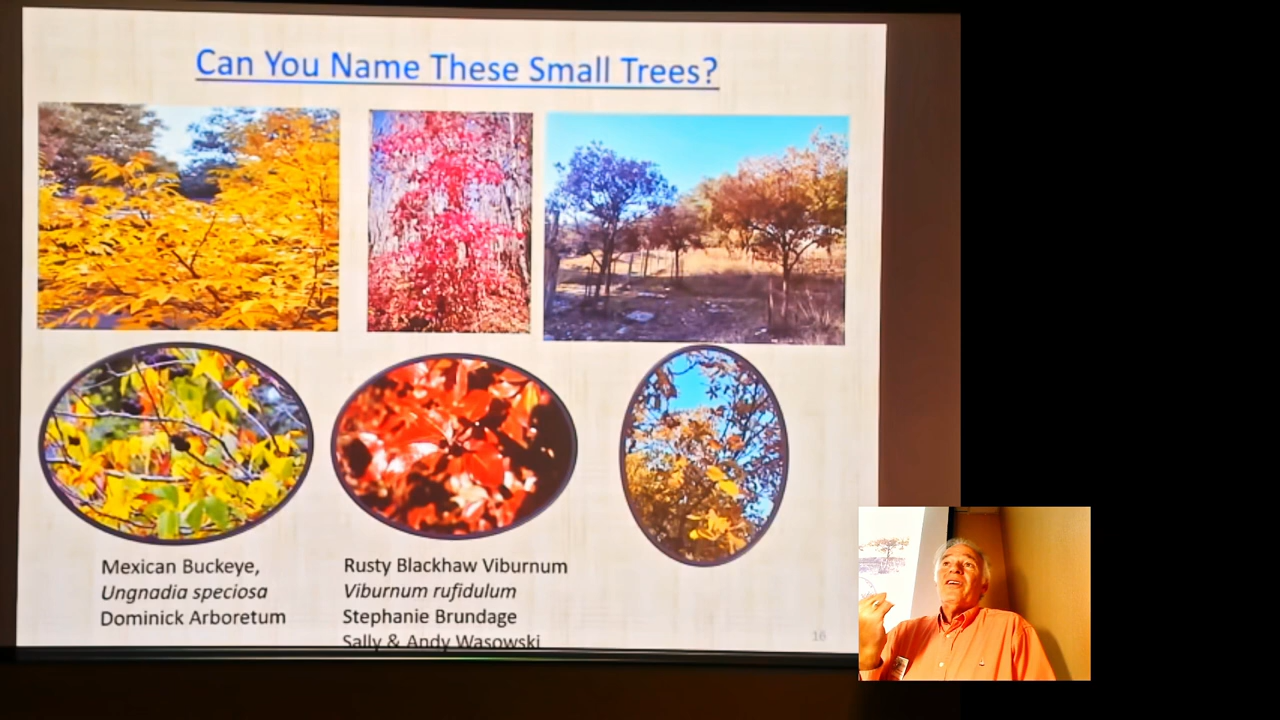 Can You Name These Small Trees?
Mexican Buckeye,
Ungnadia speciosa
Dominick Arboretum
Rusty Blackhaw Viburnum
Viburnum rufidulum
Stephanie Brundage
Sally & Andy Wasowski
16